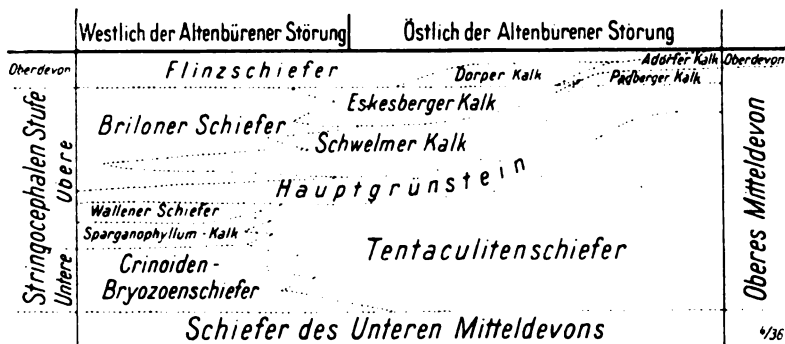 Westlich der Altenbürener Störung
Östlich der Altenbürener Störung
Oberdevon
Flinzschiefer
Dorper Kalk
Adorfer Kalk
Oberdevon
Padberger Kalk
Stringocephalen Stufe
Obere
Untere
Eskesberger Kalk
Briloner Schiefer
Schwelmer Kalk
Hauptgrünstein
Wallener Schiefer
Sparganophyllum-Kalk
Crinoiden-
Bryozoenschiefer
Tentaculitenschiefer
Oberes Mitteldevon
Schiefer des Unteren Mitteldevons
4/36